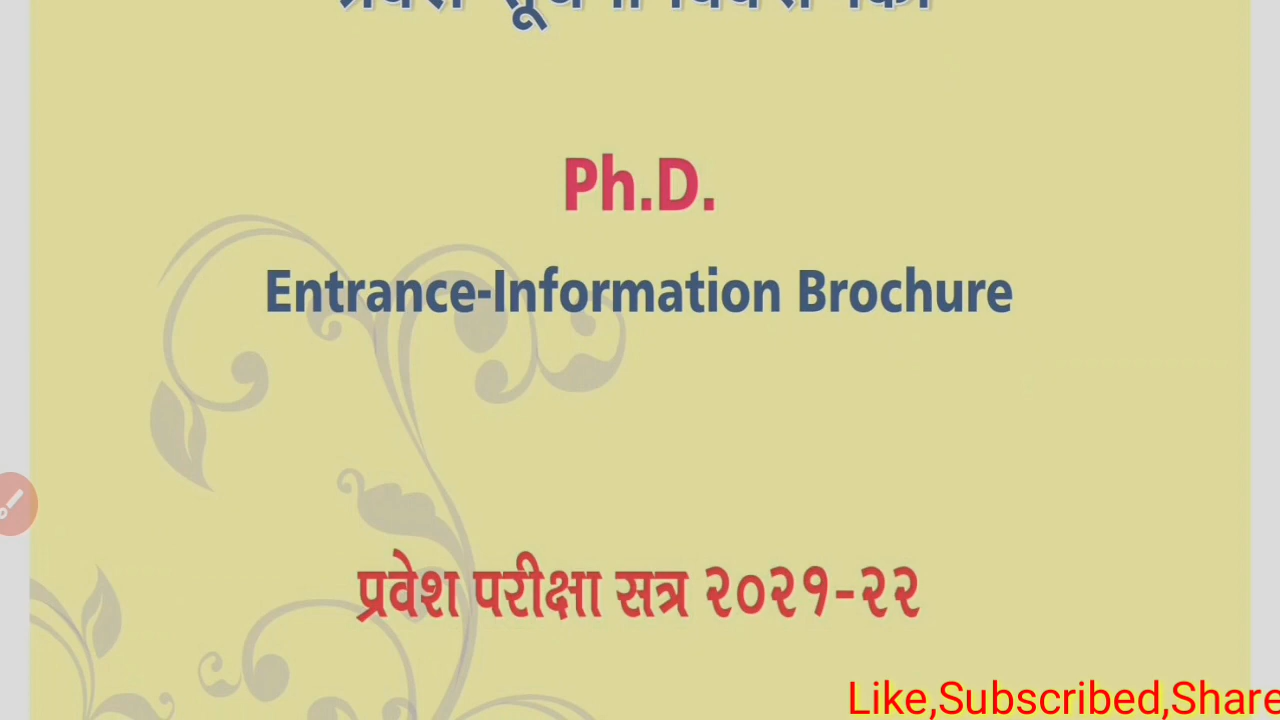 Ph.D.
Entrance-Information Brochure
प्रवेश परीक्षा सत्र २०२१-२२
Like,Subscribed,Share